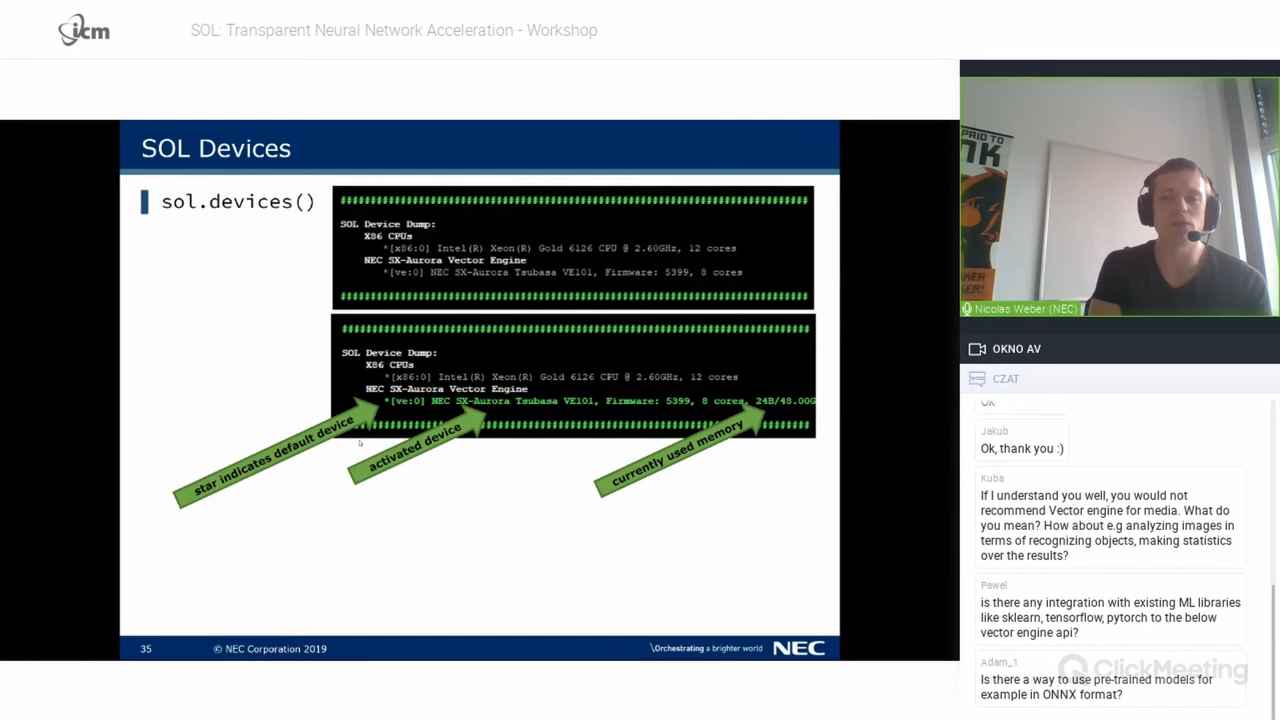 icm
SOL: Transparent Neural Network Acceleration - Workshop
SOL Devices
sol.devices()
SOL Device Dump:
X86 CPUs
*[x86:0] Intel(R) Xeon(R) Gold 6126 CPU @ 2.60GHz, 12 cores
NEC SX-Aurora Vector Engine
*[ve:0] NEC SX-Aurora Tsubasa VE101, Firmware: 5399, 8 cores
SOL Device Dump:
X86 CPUs
*[x86:0] Intel(R) Xeon(R) Gold 6126 CPU @ 2.60GHz, 12 cores
NEC SX-Aurora Vector Engine
*[ve:0] NEC SX-Aurora Tsubasa VE101, Firmware: 5399, 8 cores, 24B/48.00G
star indicates default device
activated device
currently used memory
35
© NEC Corporation 2019
\Orchestrating a brighter world
NEC
PAID TO
Nicolas Weber (NEC)
OKNO AV
CZAT
Ok
Jakub
Ok, thank you :)
Kuba
If I understand you well, you would not
recommend Vector engine for media. What do
you mean? How about e.g analyzing images in
terms of recognizing objects, making statistics
over the results?
Pawel
is there any integration with existing ML libraries
like sklearn, tensorflow, pytorch to the below
vector engine api?
Adam_1
Is there a way to use pre-trained models for
example in ONNX format?
ClickMeeting